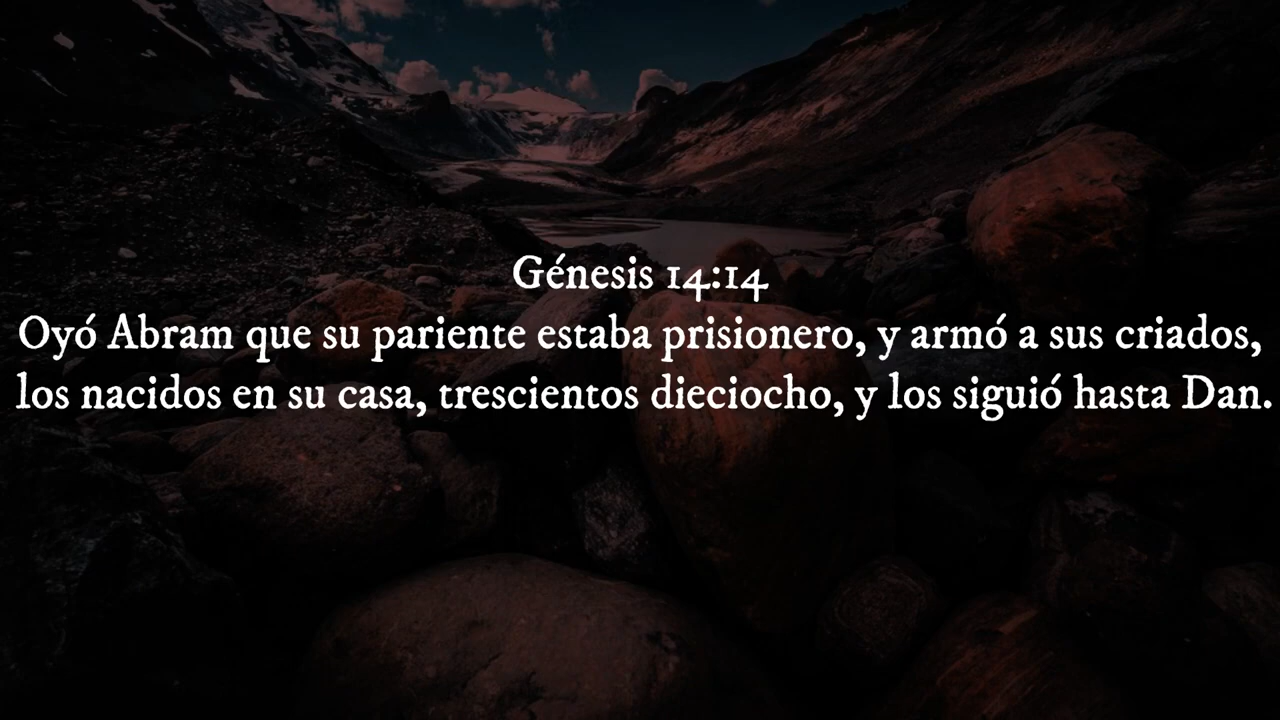 Génesis 14:14
Oyó Abram que su pariente estaba prisionero, y armó a sus criados,
los nacidos en su casa, trescientos dieciocho, y los siguió hasta Dan.